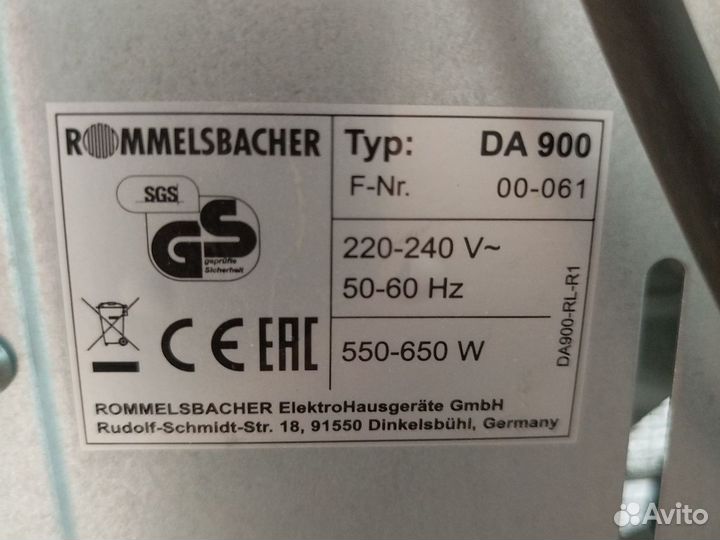 ROMMELSBACHER
Typ: DA 900
F-Nr. 00-061
SGS
GS
geprüfte
Sicherheit
220-240 V~
50-60 Hz
CE EAC
550-650 W
DA900-RL-R1
ROMMELSBACHER ElektroHausgeräte GmbH
Rudolf-Schmidt-Str. 18, 91550 Dinkelsbühl, Germany
Avito